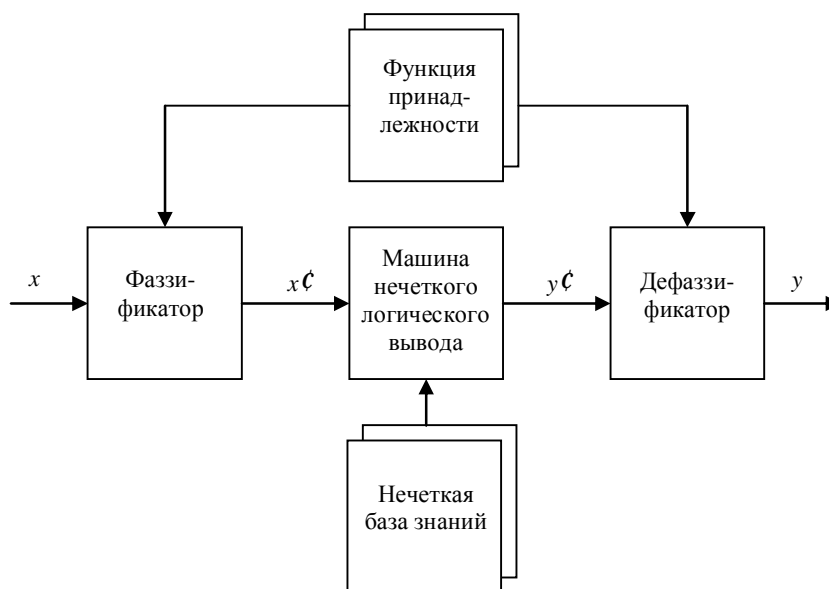 Функция
принад-
лежности
x
Фаззи-
фикатор
x¢
Машина
нечеткого
логического
вывода
y¢
Дефаззи-
фикатор
y
Нечеткая
база знаний